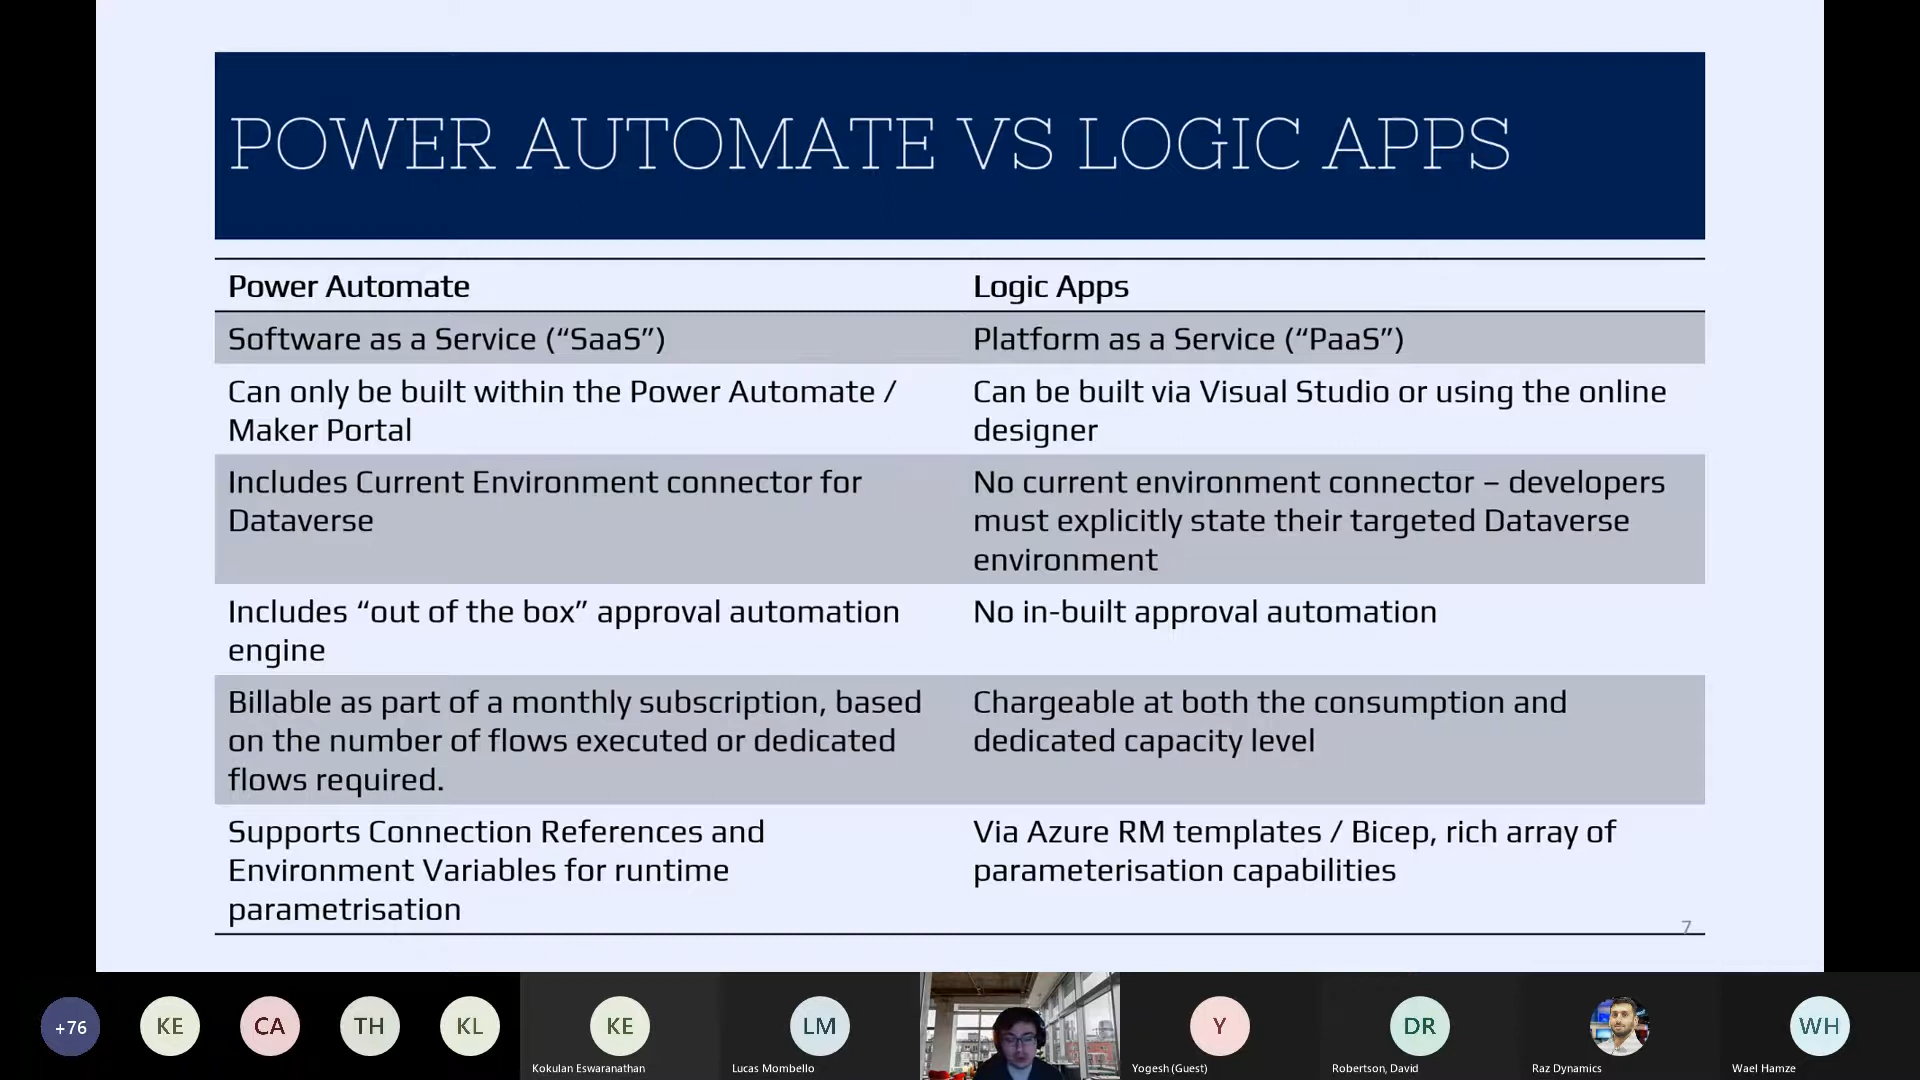 POWER AUTOMATE VS LOGIC APPS
Power Automate
Logic Apps
Software as a Service (“SaaS”)
Platform as a Service (“PaaS”)
Can only be built within the Power Automate /
Maker Portal
Can be built via Visual Studio or using the online
designer
Includes Current Environment connector for
Dataverse
No current environment connector – developers
must explicitly state their targeted Dataverse
environment
Includes “out of the box” approval automation
engine
No in-built approval automation
Billable as part of a monthly subscription, based
on the number of flows executed or dedicated
flows required.
Chargeable at both the consumption and
dedicated capacity level
Supports Connection References and
Environment Variables for runtime
parametrisation
Via Azure RM templates / Bicep, rich array of
parameterisation capabilities
7
+76
KE
CA
TH
KL
KE
LM
Y
DR
WH
Kokulan Eswaranathan
Lucas Mombello
Yogesh (Guest)
Robertson, David
Raz Dynamics
Wael Hamze